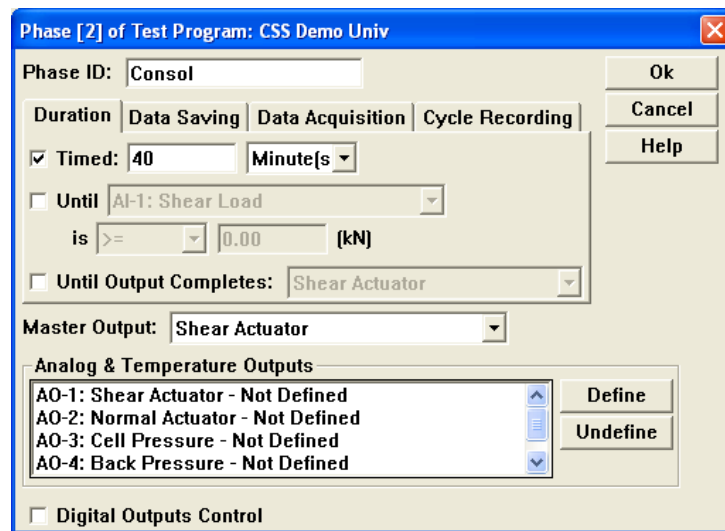 Phase [2] of Test Program: CSS Demo Univ
Phase ID: Consol
Ok
Cancel
Help
Duration Data Saving Data Acquisition Cycle Recording
Timed: 40 Minute(s
Until AI-1: Shear Load
is >= 0.00 (kN)
Until Output Completes: Shear Actuator
Master Output: Shear Actuator
Analog & Temperature Outputs
AO-1: Shear Actuator - Not Defined
AO-2: Normal Actuator - Not Defined
AO-3: Cell Pressure - Not Defined
AO-4: Back Pressure - Not Defined
Define
Undefine
Digital Outputs Control